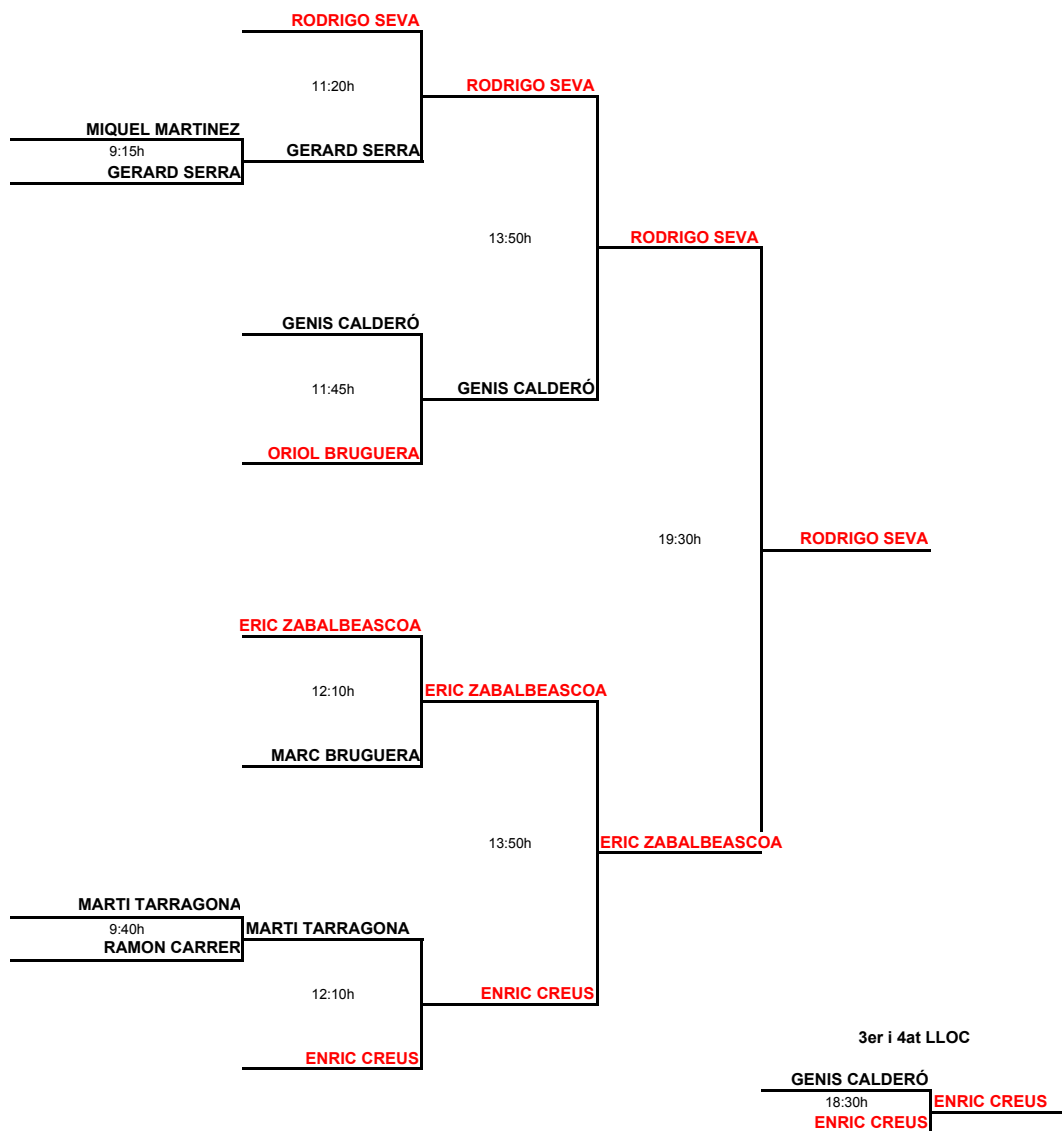 RODRIGO SEVA
11:20h
RODRIGO SEVA
MIQUEL MARTINEZ
9:15h
GERARD SERRA
GERARD SERRA
13:50h
RODRIGO SEVA
GENIS CALDERÓ
11:45h
GENIS CALDERÓ
ORIOL BRUGUERA
19:30h
RODRIGO SEVA
ERIC ZABALBEASCOA
12:10h
ERIC ZABALBEASCOA
MARC BRUGUERA
13:50h
ERIC ZABALBEASCOA
MARTI TARRAGONA
9:40h
MARTI TARRAGONA
RAMON CARRER
12:10h
ENRIC CREUS
ENRIC CREUS
3er i 4at LLOC
GENIS CALDERÓ
18:30h
ENRIC CREUS
ENRIC CREUS